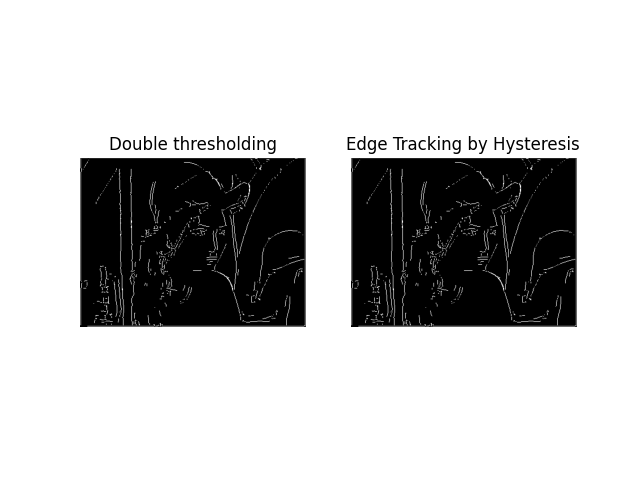 Double thresholding
Edge Tracking by Hysteresis